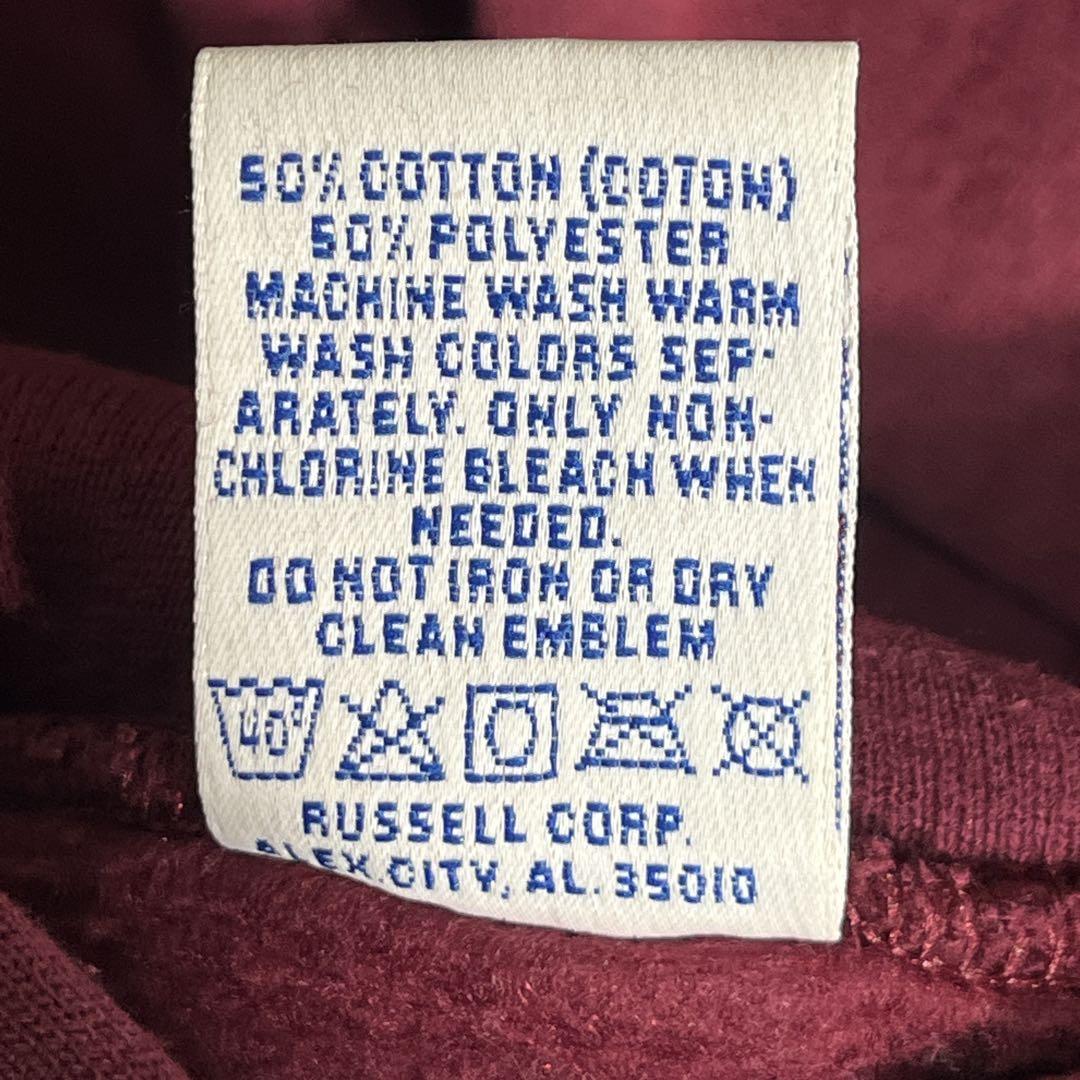 50% COTTON (COTON)
50% POLYESTER
MACHINE WASH WARM
WASH COLORS SEP-
ARATELY. ONLY NON-
CHLORINE BLEACH WHEN
NEEDED.
DO NOT IRON OR DRY
CLEAN EMBLEM
40°
RUSSELL CORP.
ALEX. CITY, AL. 35010